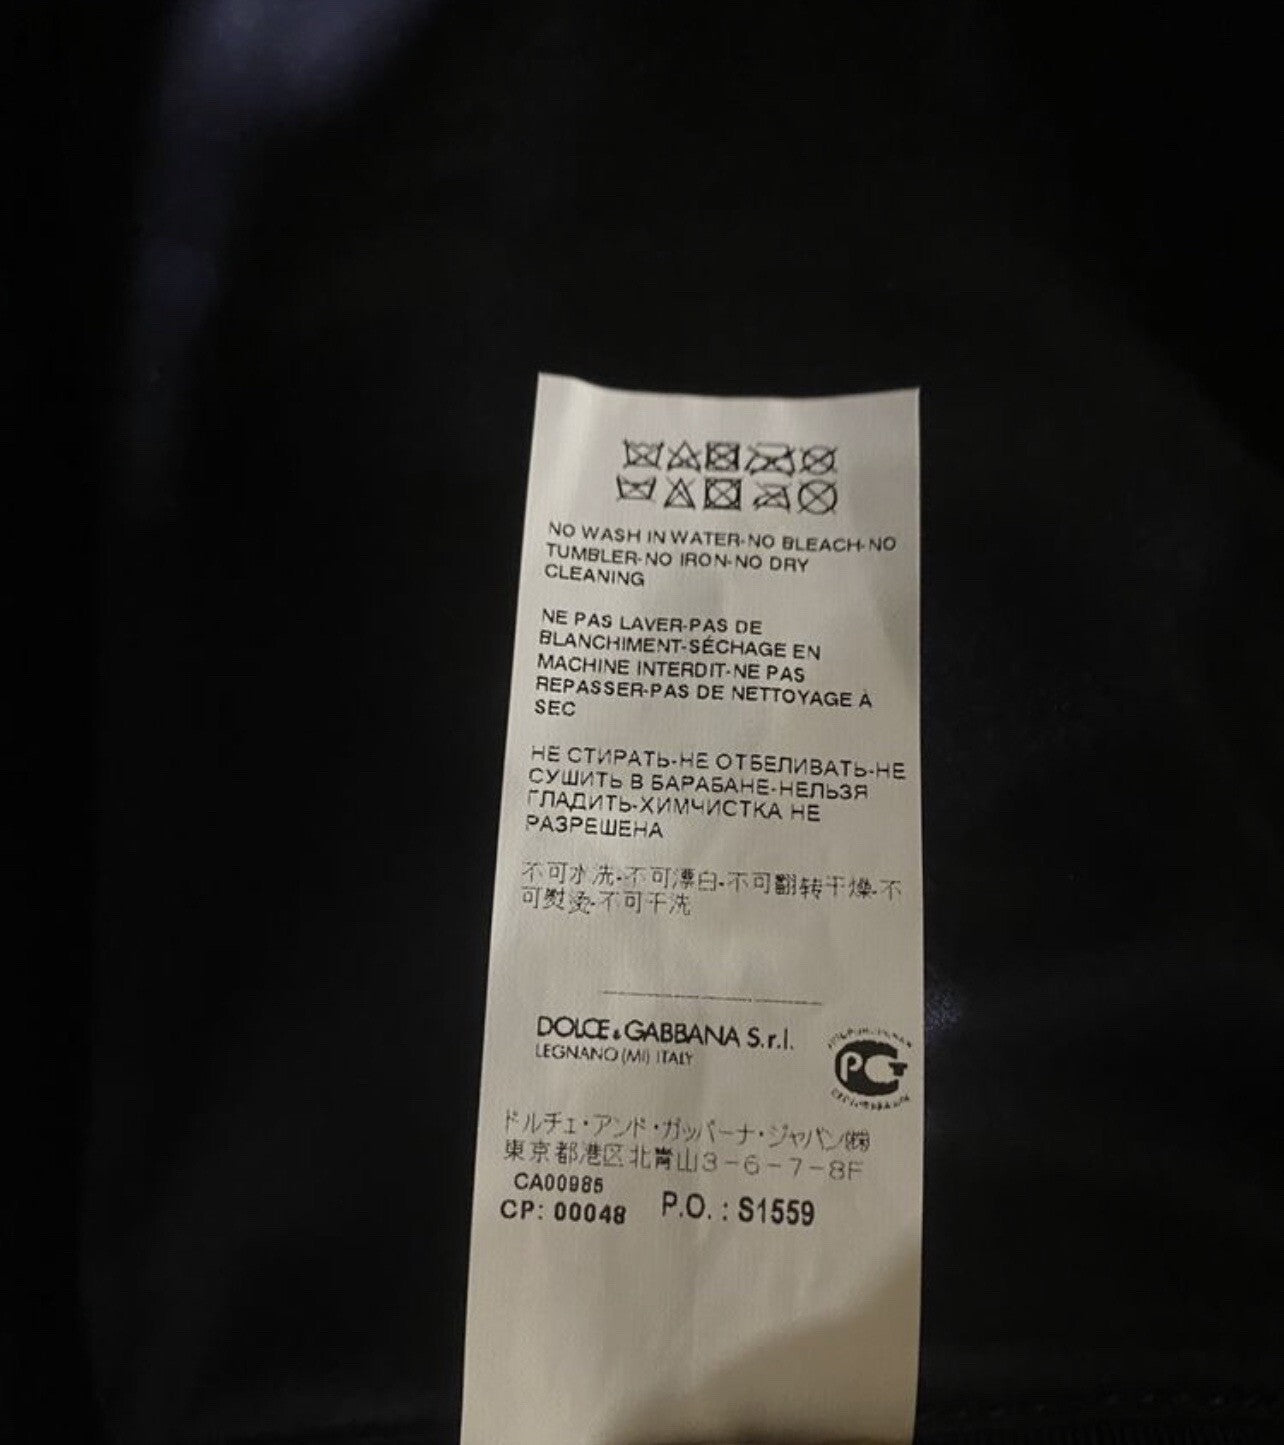 NO WASH IN WATER-NO BLEACH-NO
TUMBLER-NO IRON-NO DRY
CLEANING
NE PAS LAVER-PAS DE
BLANCHIMENT-SÉCHAGE EN
MACHINE INTERDIT-NE PAS
REPASSER-PAS DE NETTOYAGE À
SEC
НЕ СТИРАТЬ-НЕ ОТБЕЛИВАТЬ-НЕ
СУШИТЬ В БАРАБАНЕ-НЕЛЬЗЯ
ГЛАДИТЬ-ХИМЧИСТКА НЕ
РАЗРЕШЕНА
不可水洗-不可漂白-不可翻转干燥-不
可熨烫-不可干洗
DOLCE & GABBANA S.r.l.
LEGNANO (MI) ITALY
PCT
ドルチェ・アンド・ガッバーナ・ジャパン㈱
東京都港区北青山3-6-7-8F
CA00985
CP: 00048 P.O. : S1559